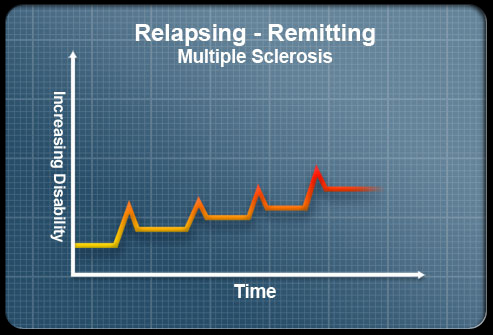 Relapsing - Remitting
Multiple Sclerosis
Increasing Disability
Time